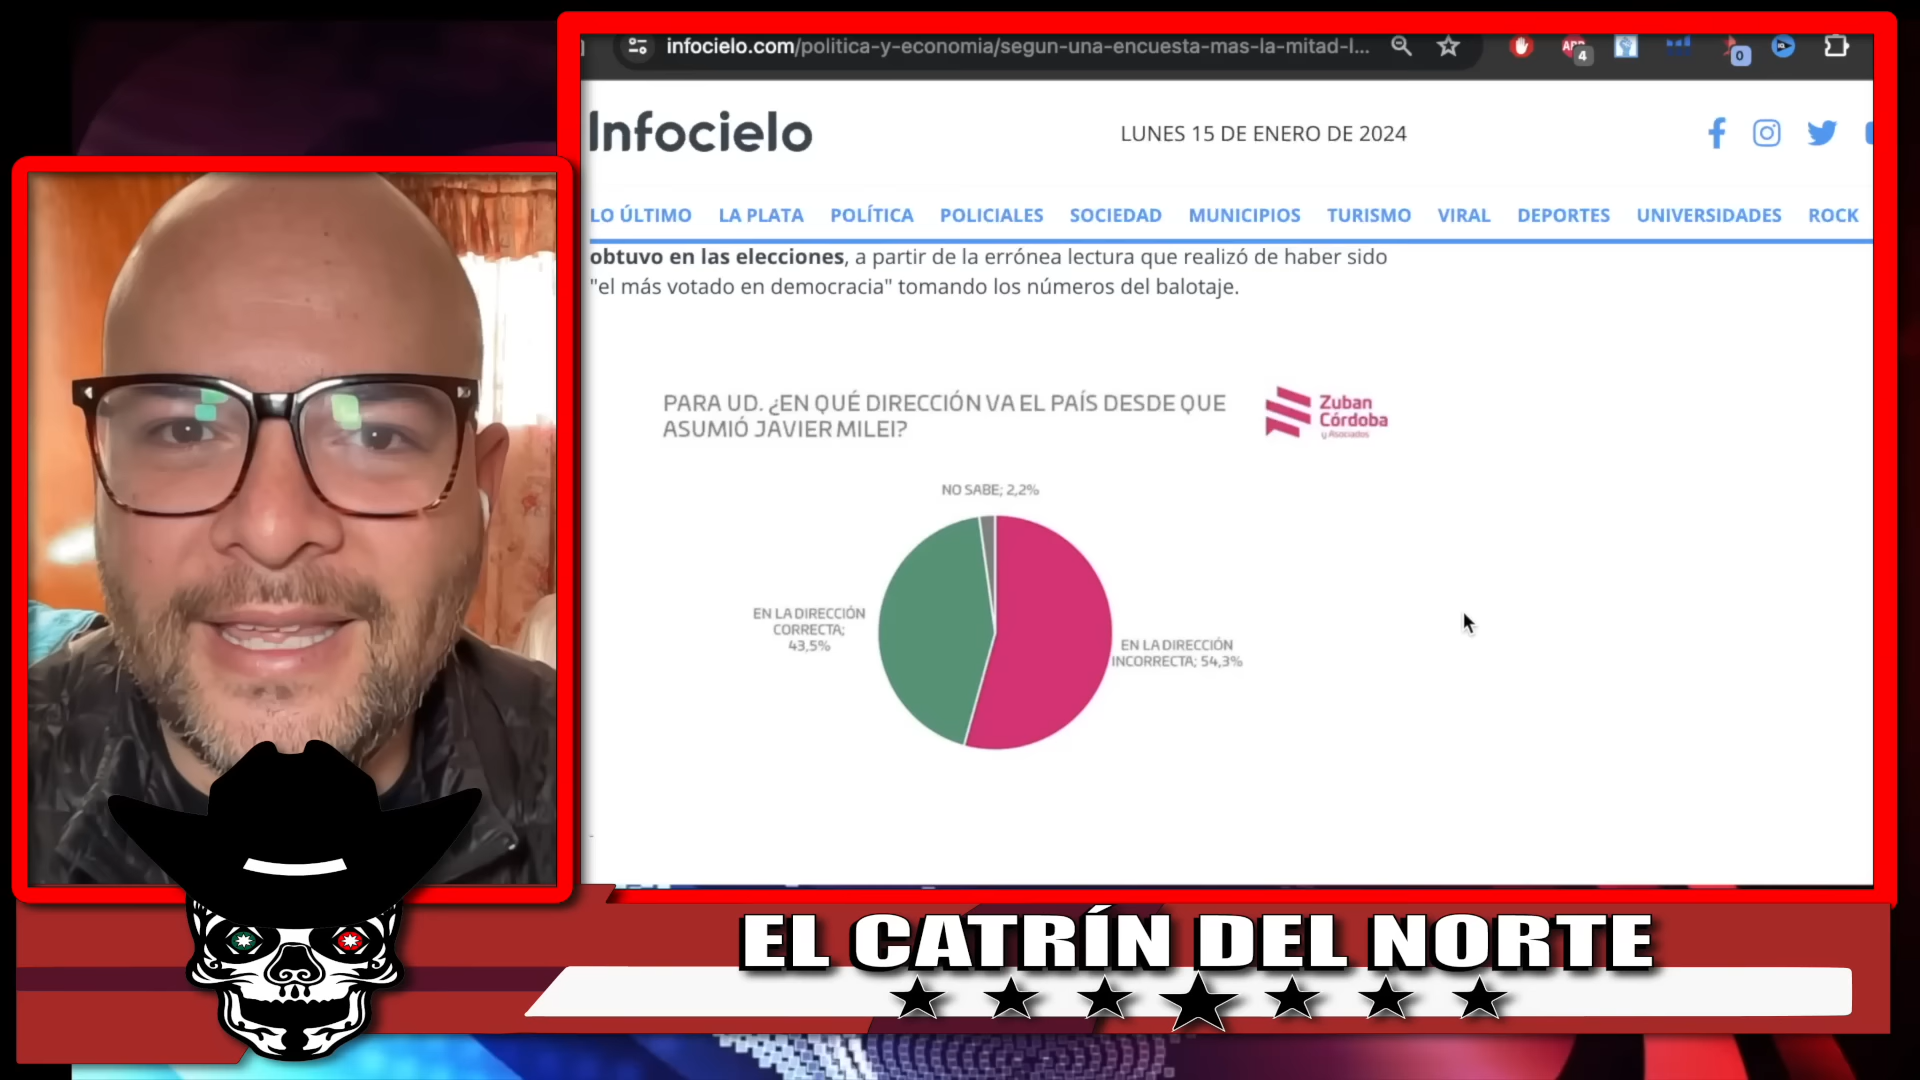 infocielo.com/politica-y-economia/segun-una-encuesta-mas-la-mitad-l...
4
0
Infocielo
LUNES 15 DE ENERO DE 2024
LO ÚLTIMO LA PLATA POLÍTICA POLICIALES SOCIEDAD MUNICIPIOS TURISMO VIRAL DEPORTES UNIVERSIDADES ROCK
obtuvo en las elecciones, a partir de la errónea lectura que realizó de haber sido
"el más votado en democracia" tomando los números del balotaje.
PARA UD. ¿EN QUÉ DIRECCIÓN VA EL PAÍS DESDE QUE
ASUMIÓ JAVIER MILEI?
Zuban
Córdoba
y Asociados
NO SABE; 2,2%
EN LA DIRECCIÓN
CORRECTA;
43,5%
EN LA DIRECCIÓN
INCORRECTA; 54,3%
EL CATRÍN DEL NORTE